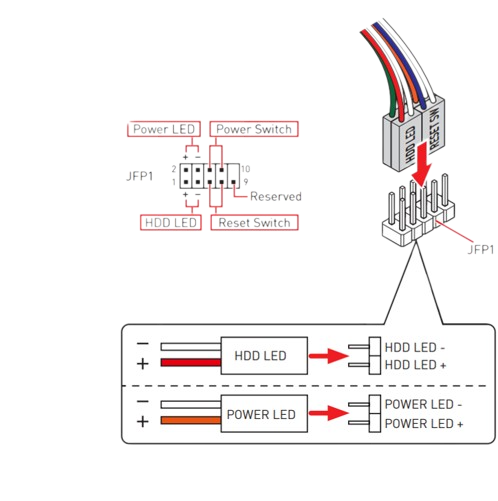 HDD LED
RESET SW
Power LED
Power Switch
+ −
2
10
JFP1
1
9
+ −
Reserved
HDD LED
Reset Switch
JFP1
−
HDD LED
HDD LED -
+
HDD LED +
−
POWER LED
POWER LED -
+
POWER LED +